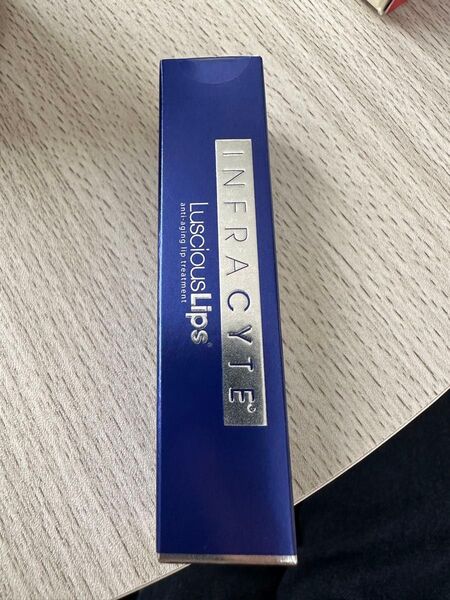 INFRACYTE®
LusciousLips®
anti-aging lip treatment